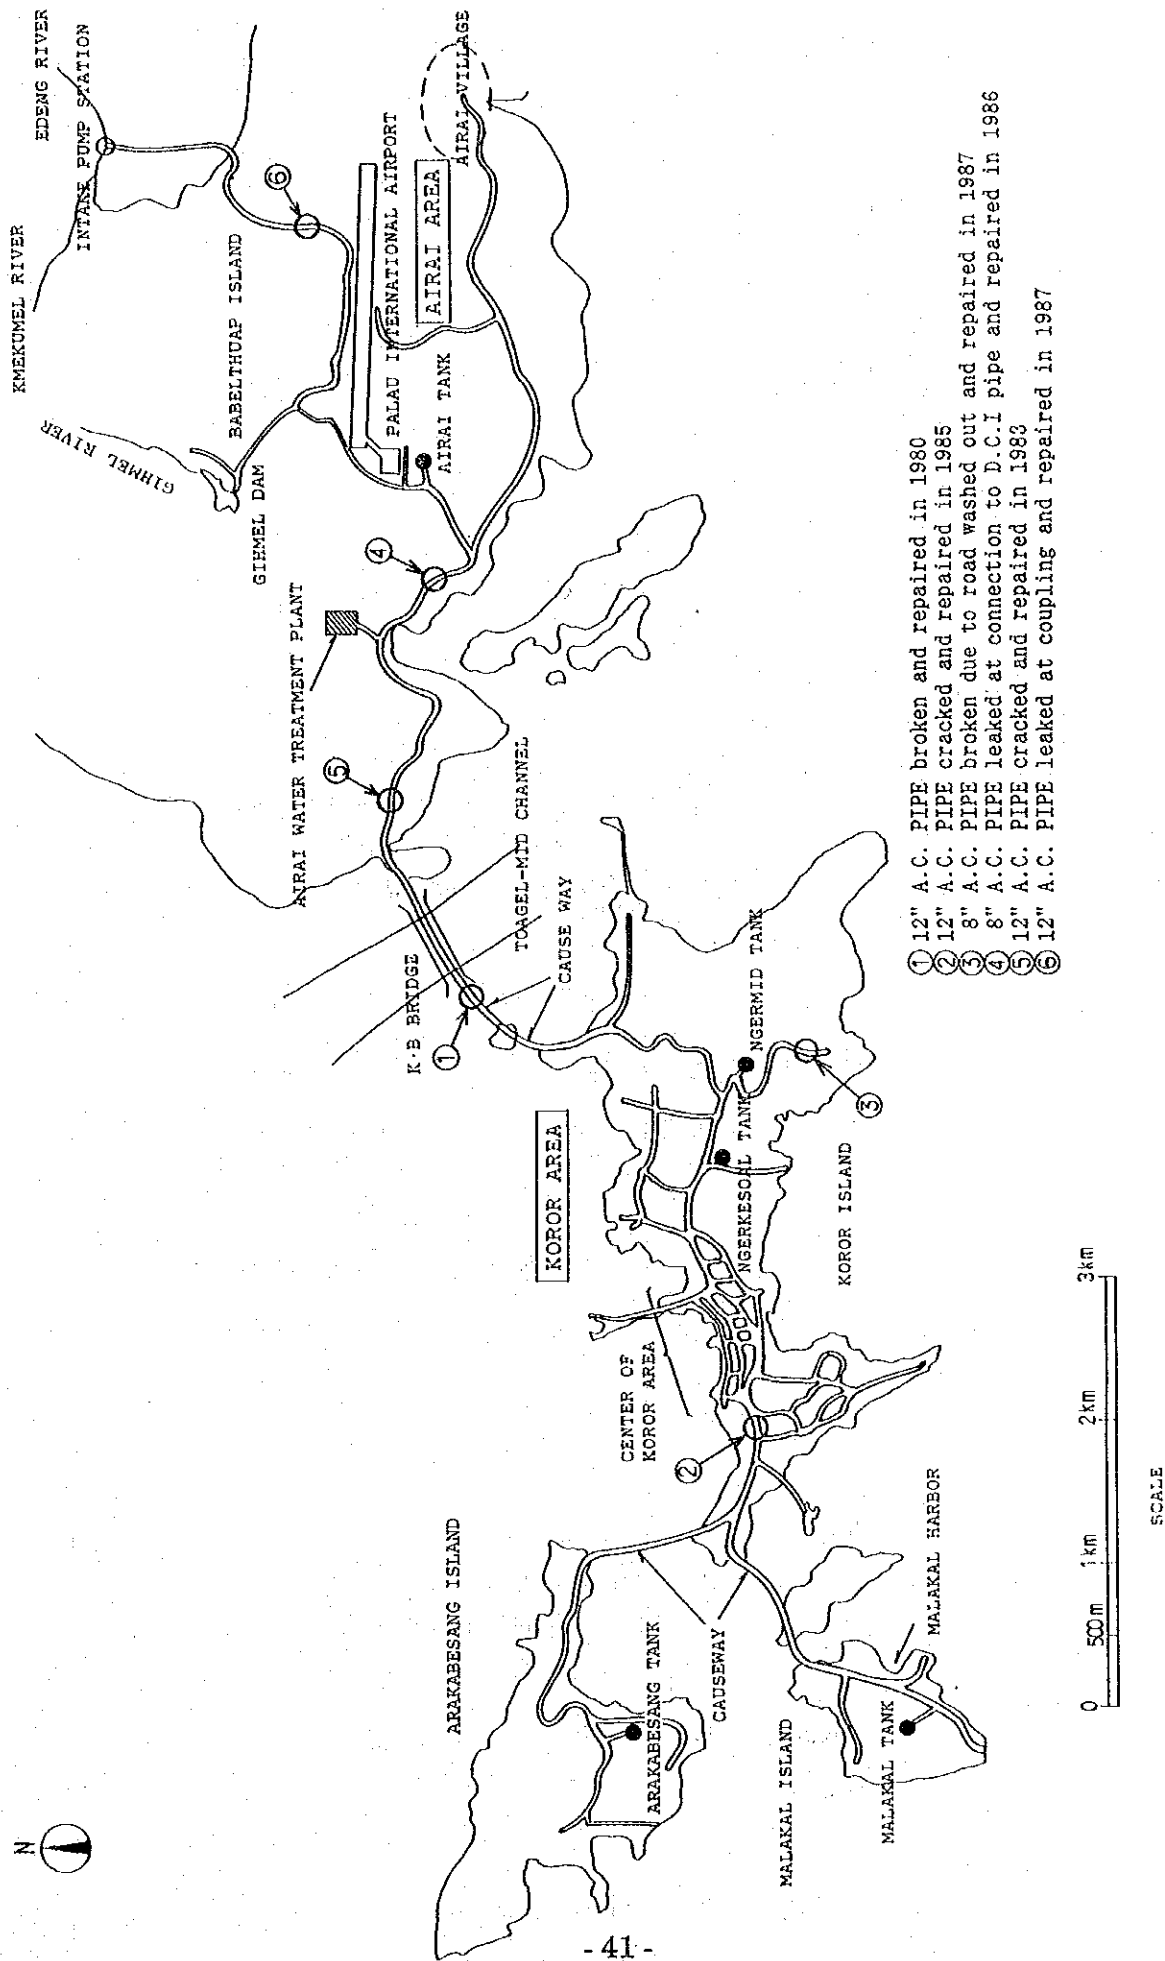 N
KMEKUMEL RIVER
EDENG RIVER
INTAKE PUMP STATION
GIHMEL RIVER
BABELTHUAP ISLAND
⑥
GIHMEL DAM
PALAU INTERNATIONAL AIRPORT
AIRAI AREA
AIRAI VILLAGE
AIRAI TANK
④
AIRAI WATER TREATMENT PLANT
⑤
TOAGEL-MID CHANNEL
K·B BRIDGE
①
CAUSE WAY
KOROR AREA
NGERMID TANK
NGERKESOAL TANK
③
KOROR ISLAND
CENTER OF
KOROR AREA
②
ARAKABESANG ISLAND
ARAKABESANG TANK
CAUSEWAY
MALAKAL ISLAND
MALAKAL TANK
MALAKAL HARBOR
① 12" A.C. PIPE broken and repaired in 1980
② 12" A.C. PIPE cracked and repaired in 1985
③ 8" A.C. PIPE broken due to road washed out and repaired in 1987
④ 8" A.C. PIPE leaked at connection to D.C.I pipe and repaired in 1986
⑤ 12" A.C. PIPE cracked and repaired in 1983
⑥ 12" A.C. PIPE leaked at coupling and repaired in 1987
0 500m 1km 2km 3km
SCALE
- 41 -